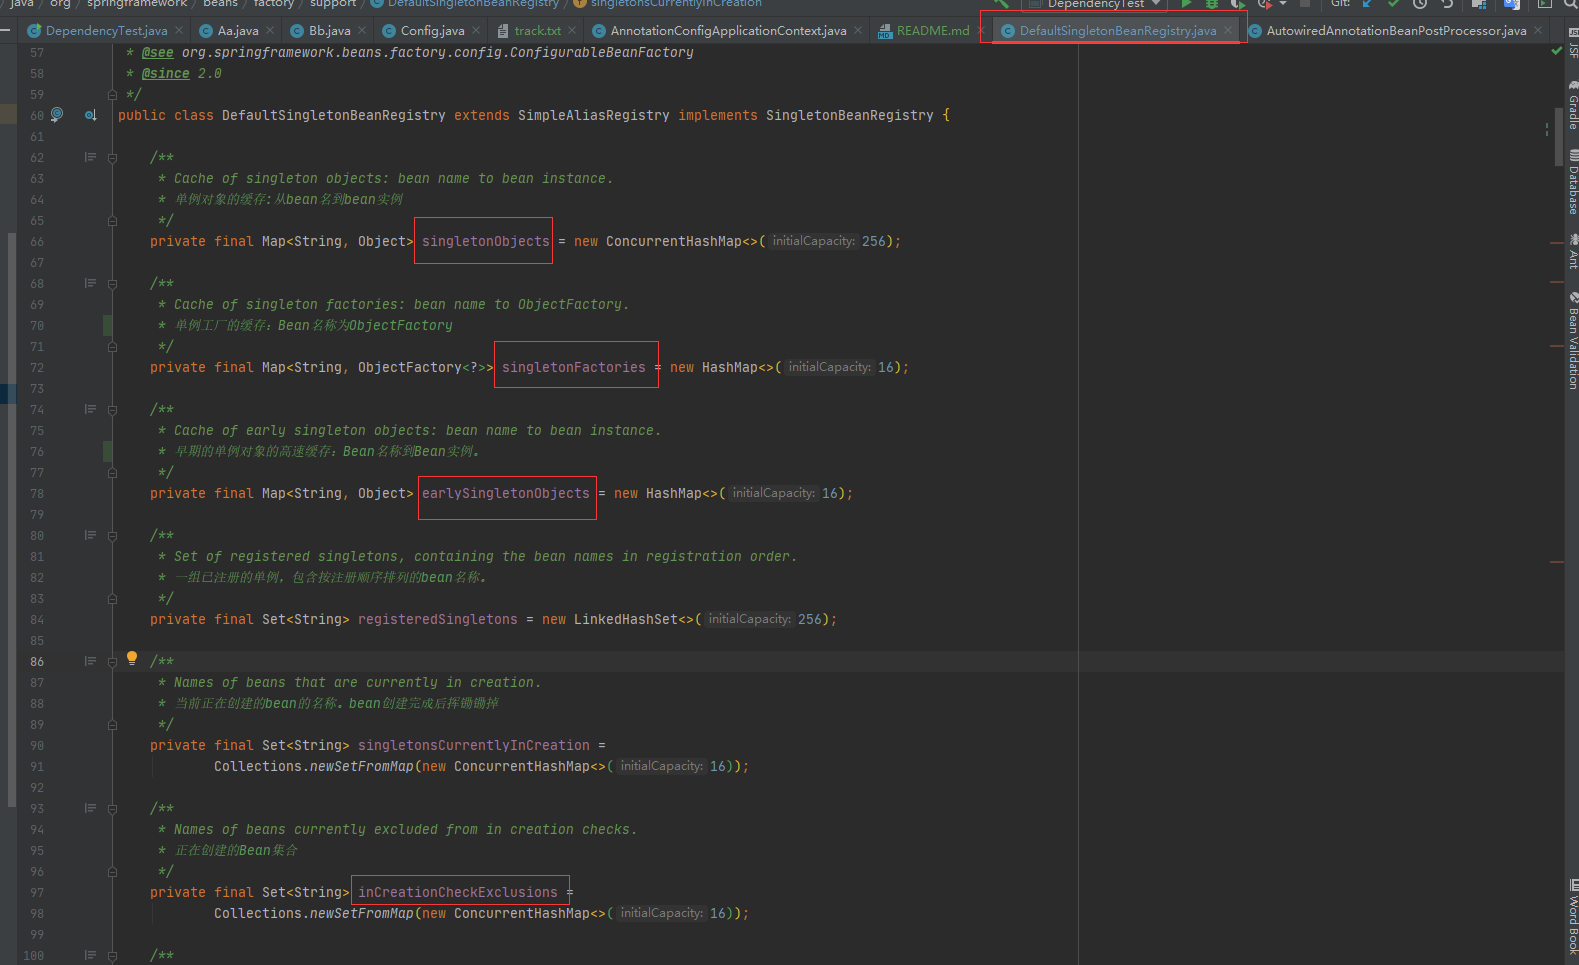 java › org › springframework › beans › factory › support › DefaultSingletonBeanRegistry › singletonsCurrentlyInCreation
DependencyTest
Git:
DependencyTest.java
Aa.java
Bb.java
Config.java
track.txt
AnnotationConfigApplicationContext.java
README.md
DefaultSingletonBeanRegistry.java
AutowiredAnnotationBeanPostProcessor.java
57 * @see org.springframework.beans.factory.config.ConfigurableBeanFactory
58 * @since 2.0
59 */
60 public class DefaultSingletonBeanRegistry extends SimpleAliasRegistry implements SingletonBeanRegistry {
61
62 /**
63 * Cache of singleton objects: bean name to bean instance.
64 * 单例对象的缓存:从bean名到bean实例
65 */
66 private final Map<String, Object> singletonObjects = new ConcurrentHashMap<>( initialCapacity: 256);
67
68 /**
69 * Cache of singleton factories: bean name to ObjectFactory.
70 * 单例工厂的缓存：Bean名称为ObjectFactory
71 */
72 private final Map<String, ObjectFactory<?>> singletonFactories = new HashMap<>( initialCapacity: 16);
73
74 /**
75 * Cache of early singleton objects: bean name to bean instance.
76 * 早期的单例对象的高速缓存：Bean名称到Bean实例。
77 */
78 private final Map<String, Object> earlySingletonObjects = new HashMap<>( initialCapacity: 16);
79
80 /**
81 * Set of registered singletons, containing the bean names in registration order.
82 * 一组已注册的单例，包含按注册顺序排列的bean名称。
83 */
84 private final Set<String> registeredSingletons = new LinkedHashSet<>( initialCapacity: 256);
85
86 /**
87 * Names of beans that are currently in creation.
88 * 当前正在创建的bean的名称。bean创建完成后挥锄锄掉
89 */
90 private final Set<String> singletonsCurrentlyInCreation =
91 Collections.newSetFromMap(new ConcurrentHashMap<>( initialCapacity: 16));
92
93 /**
94 * Names of beans currently excluded from in creation checks.
95 * 正在创建的Bean集合
96 */
97 private final Set<String> inCreationCheckExclusions =
98 Collections.newSetFromMap(new ConcurrentHashMap<>( initialCapacity: 16));
99
100 /**
JSF
Gradle
Database
Ant
Bean Validation
Word Book